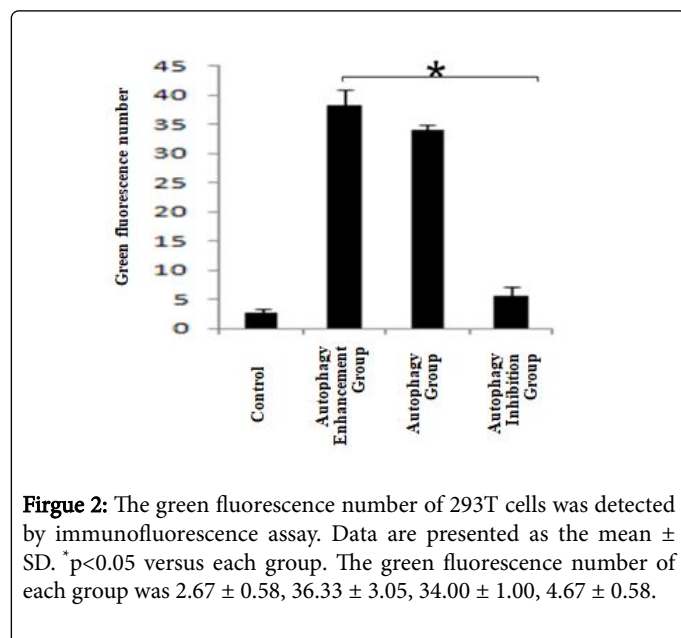 *
45
40
35
30
25
20
15
10
5
0
Green fluorescence number
Control
Autophagy
Enhancement
Group
Autophagy
Group
Autophagy
Inhibition
Group
Firgue 2: The green fluorescence number of 293T cells was detected
by immunofluorescence assay. Data are presented as the mean ±
SD. *p<0.05 versus each group. The green fluorescence number of
each group was 2.67 ± 0.58, 36.33 ± 3.05, 34.00 ± 1.00, 4.67 ± 0.58.